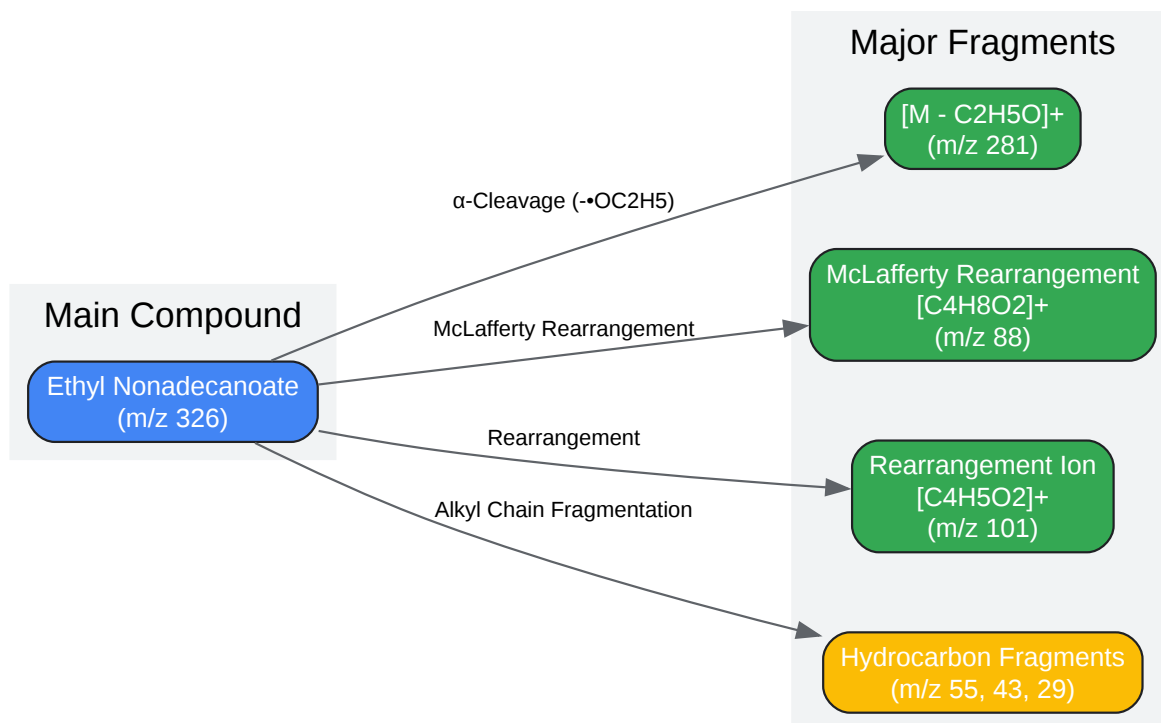 Major Fragments
[M - C2H5O]+
(m/z 281)
α-Cleavage (-•OC2H5)
McLafferty Rearrangement
[C4H8O2]+
(m/z 88)
Main Compound
McLafferty Rearrangement
Ethyl Nonadecanoate
(m/z 326)
Rearrangement
Rearrangement Ion
[C4H5O2]+
(m/z 101)
Alkyl Chain Fragmentation
Hydrocarbon Fragments
(m/z 55, 43, 29)